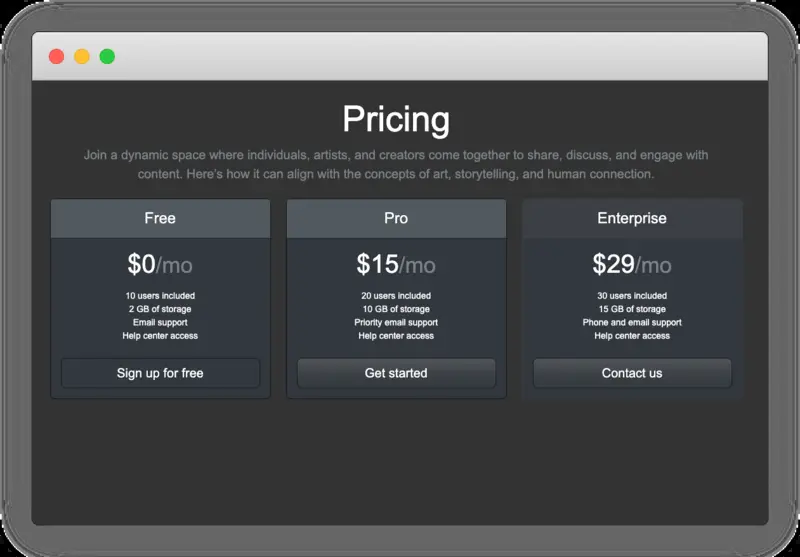 Pricing
Join a dynamic space where individuals, artists, and creators come together to share, discuss, and engage with
content. Here's how it can align with the concepts of art, storytelling, and human connection.
Free
$0/mo
10 users included
2 GB of storage
Email support
Help center access
Sign up for free
Pro
$15/mo
20 users included
10 GB of storage
Priority email support
Help center access
Get started
Enterprise
$29/mo
30 users included
15 GB of storage
Phone and email support
Help center access
Contact us